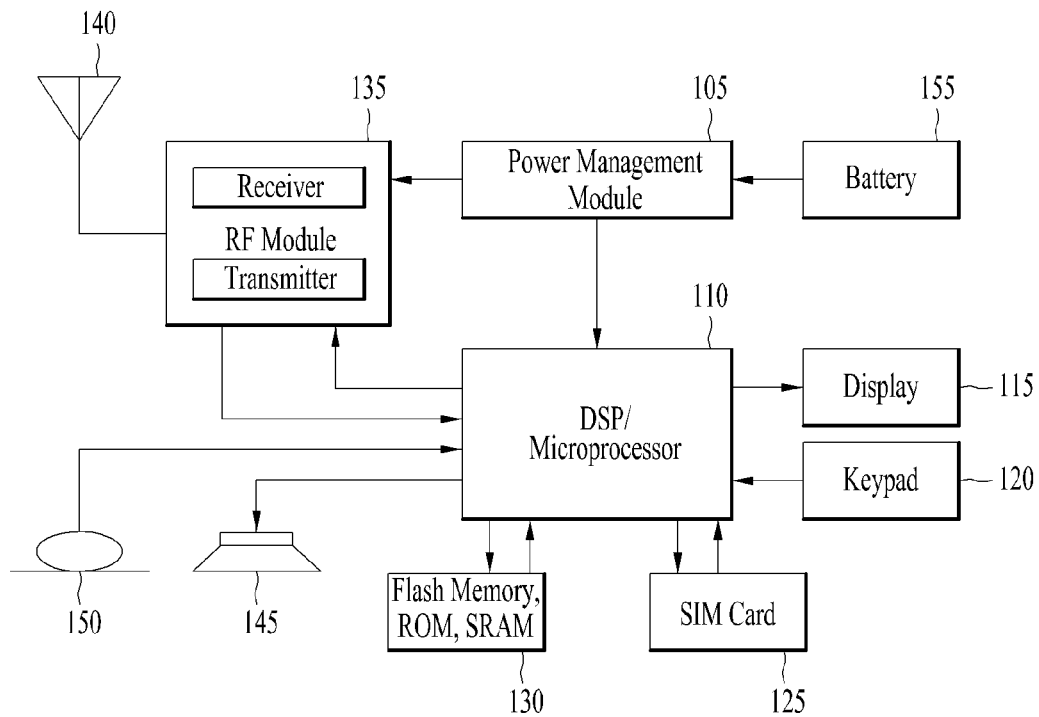 140
135
105
155
Receiver
RF Module
Transmitter
Power Management
Module
Battery
110
DSP/
Microprocessor
Display
115
Keypad
120
150
145
Flash Memory,
ROM, SRAM
130
SIM Card
125